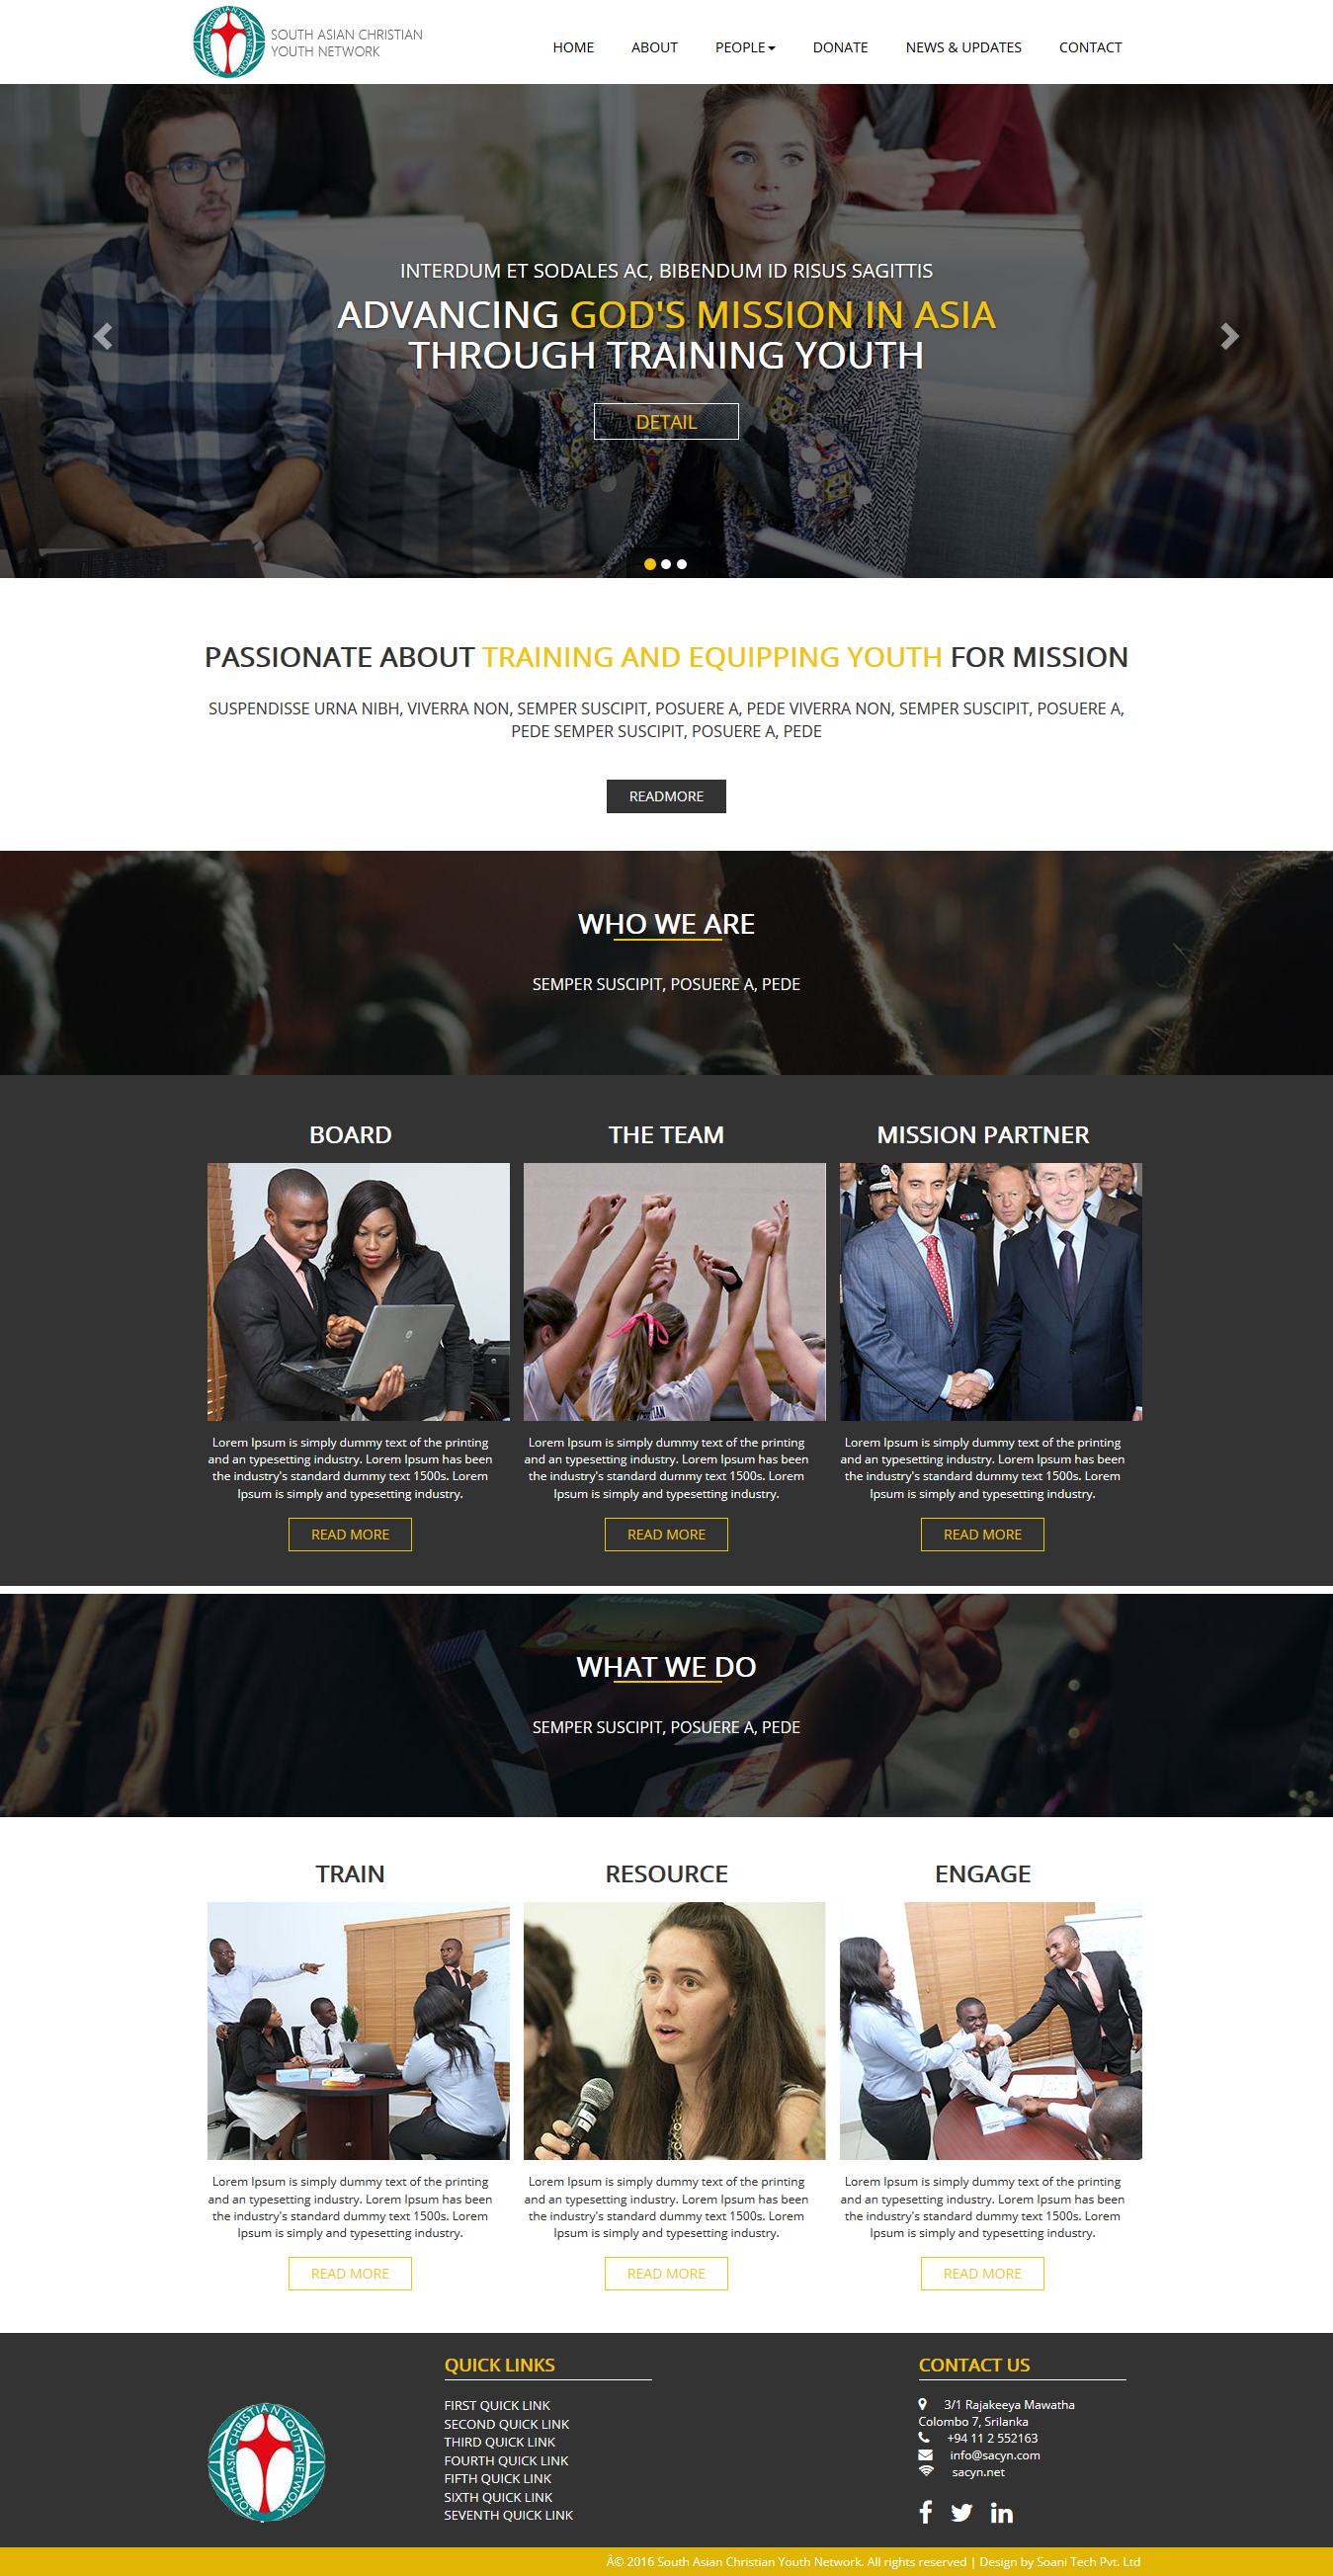 SOUTH ASIAN CHRISTIAN
YOUTH NETWORK
HOME ABOUT PEOPLE DONATE NEWS & UPDATES CONTACT
INTERDUM ET SODALES AC, BIBENDUM ID RISUS SAGITTIS
ADVANCING GOD'S MISSION IN ASIA
THROUGH TRAINING YOUTH
DETAIL
PASSIONATE ABOUT TRAINING AND EQUIPPING YOUTH FOR MISSION
SUSPENDISSE URNA NIBH, VIVERRA NON, SEMPER SUSCIPIT, POSUERE A, PEDE VIVERRA NON, SEMPER SUSCIPIT, POSUERE A,
PEDE SEMPER SUSCIPIT, POSUERE A, PEDE
READMORE
WHO WE ARE
SEMPER SUSCIPIT, POSUERE A, PEDE
BOARD
Lorem Ipsum is simply dummy text of the printing
and an typesetting industry. Lorem Ipsum has been
the industry's standard dummy text 1500s. Lorem
Ipsum is simply and typesetting industry.
READ MORE
THE TEAM
Lorem Ipsum is simply dummy text of the printing
and an typesetting industry. Lorem Ipsum has been
the industry's standard dummy text 1500s. Lorem
Ipsum is simply and typesetting industry.
READ MORE
MISSION PARTNER
Lorem Ipsum is simply dummy text of the printing
and an typesetting industry. Lorem Ipsum has been
the industry's standard dummy text 1500s. Lorem
Ipsum is simply and typesetting industry.
READ MORE
WHAT WE DO
SEMPER SUSCIPIT, POSUERE A, PEDE
TRAIN
Lorem Ipsum is simply dummy text of the printing
and an typesetting industry. Lorem Ipsum has been
the industry's standard dummy text 1500s. Lorem
Ipsum is simply and typesetting industry.
READ MORE
RESOURCE
Lorem Ipsum is simply dummy text of the printing
and an typesetting industry. Lorem Ipsum has been
the industry's standard dummy text 1500s. Lorem
Ipsum is simply and typesetting industry.
READ MORE
ENGAGE
Lorem Ipsum is simply dummy text of the printing
and an typesetting industry. Lorem Ipsum has been
the industry's standard dummy text 1500s. Lorem
Ipsum is simply and typesetting industry.
READ MORE
SOUTH ASIA CHRISTIAN YOUTH NETWORK
QUICK LINKS
FIRST QUICK LINK
SECOND QUICK LINK
THIRD QUICK LINK
FOURTH QUICK LINK
FIFTH QUICK LINK
SIXTH QUICK LINK
SEVENTH QUICK LINK
CONTACT US
3/1 Rajakeeya Mawatha
Colombo 7, Srilanka
+94 11 2 552163
info@sacyn.com
sacyn.net
Â© 2016 South Asian Christian Youth Network. All rights reserved | Design by Soani Tech Pvt. Ltd